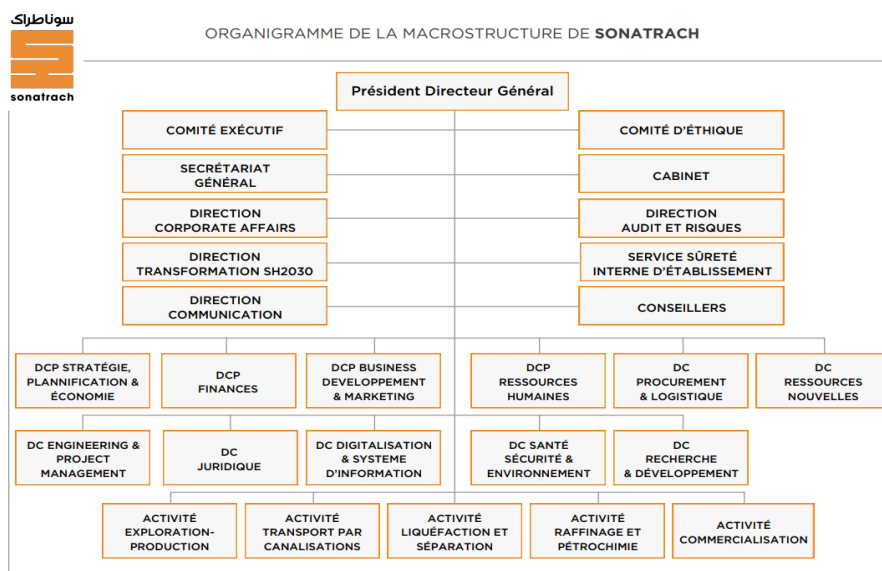 سوناطراك
sonatrach
ORGANIGRAMME DE LA MACROSTRUCTURE DE SONATRACH
Président Directeur Général
COMITÉ EXÉCUTIF
COMITÉ D'ÉTHIQUE
SECRÉTARIAT
GÉNÉRAL
CABINET
DIRECTION
CORPORATE AFFAIRS
DIRECTION
AUDIT ET RISQUES
DIRECTION
TRANSFORMATION SH2030
SERVICE SÛRETÉ
INTERNE D'ÉTABLISSEMENT
DIRECTION
COMMUNICATION
CONSEILLERS
DCP STRATÉGIE,
PLANNIFICATION &
ÉCONOMIE
DCP
FINANCES
DCP BUSINESS
DEVELOPPEMENT
& MARKETING
DCP
RESSOURCES
HUMAINES
DC
PROCUREMENT
& LOGISTIQUE
DC
RESSOURCES
NOUVELLES
DC ENGINEERING &
PROJECT
MANAGEMENT
DC
JURIDIQUE
DC DIGITALISATION
& SYSTEME
D'INFORMATION
DC SANTÉ
SÉCURITÉ &
ENVIRONNEMENT
DC
RECHERCHE
& DÉVELOPPEMENT
ACTIVITÉ
EXPLORATION-
PRODUCTION
ACTIVITÉ
TRANSPORT PAR
CANALISATIONS
ACTIVITÉ
LIQUÉFACTION ET
SÉPARATION
ACTIVITÉ
RAFFINAGE ET
PÉTROCHIMIE
ACTIVITÉ
COMMERCIALISATION